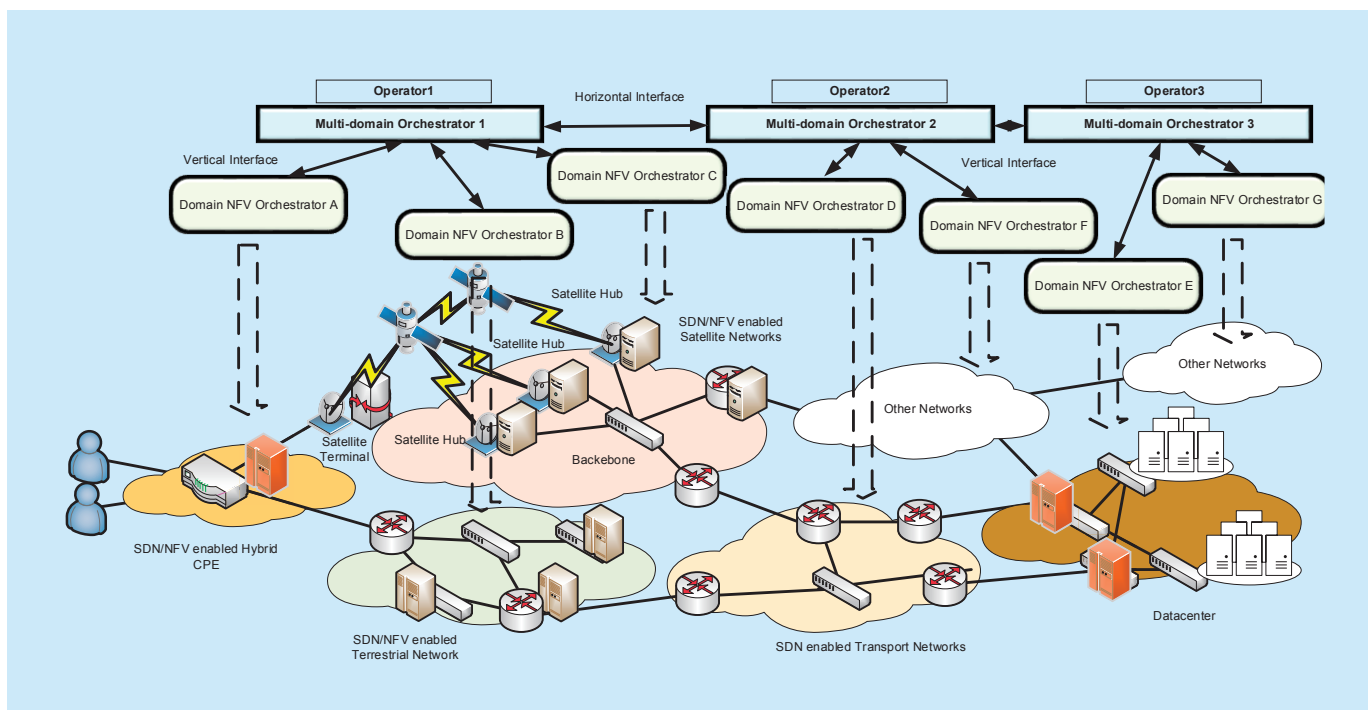 Operator1
Operator2
Operator3
Horizontal Interface
Multi-domain Orchestrator 1
Multi-domain Orchestrator 2
Multi-domain Orchestrator 3
Vertical Interface
Vertical Interface
Domain NFV Orchestrator C
Domain NFV Orchestrator A
Domain NFV Orchestrator D
Domain NFV Orchestrator G
Domain NFV Orchestrator B
Domain NFV Orchestrator F
Domain NFV Orchestrator E
Satellite Hub
SDN/NFV enabled
Satellite Networks
Satellite Hub
Other Networks
Other Networks
Satellite Hub
Satellite
Terminal
Backebone
SDN/NFV enabled Hybrid
CPE
Datacenter
SDN/NFV enabled
Terrestrial Network
SDN enabled Transport Networks